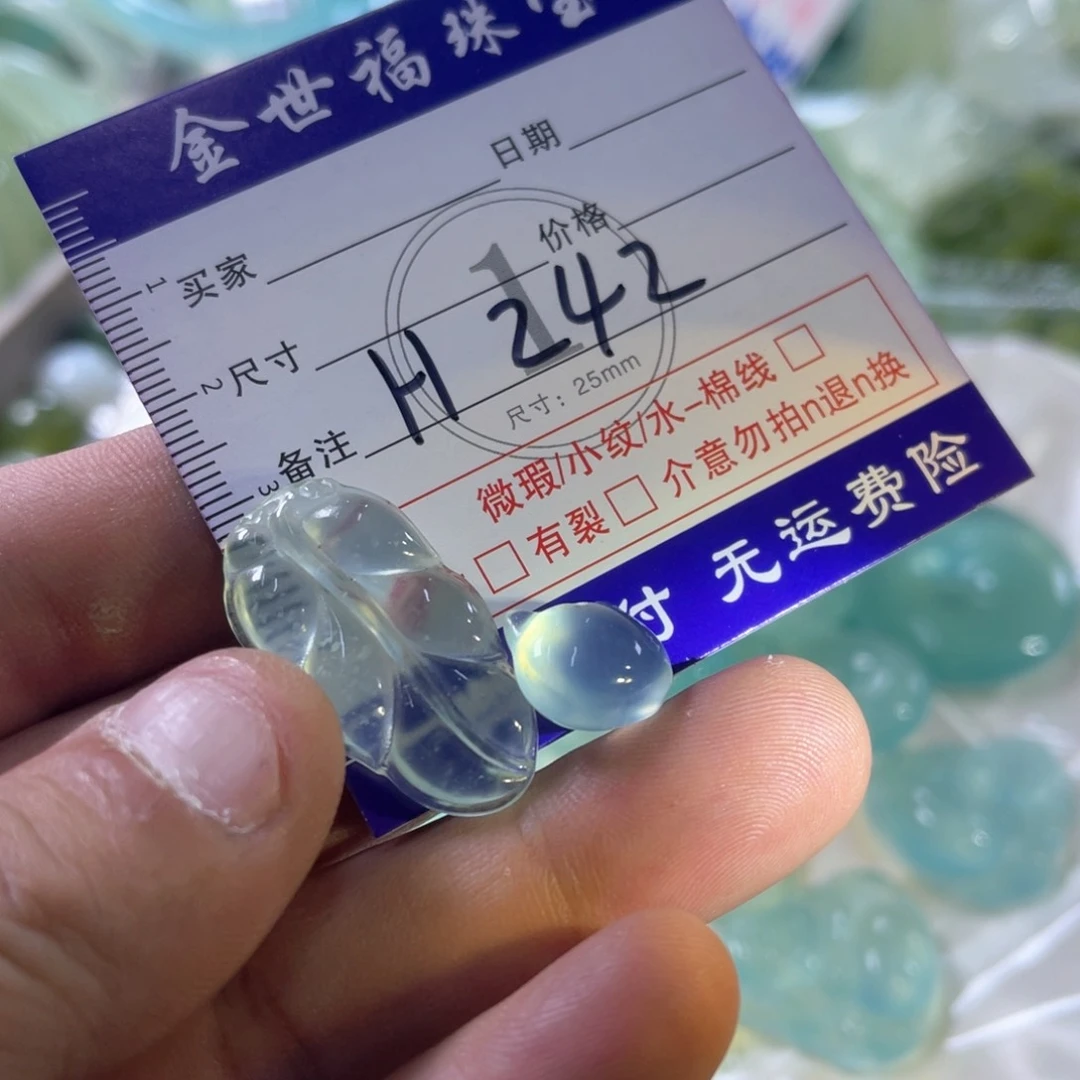 金世福珠宝
日期
1 买家
价格
1
2 尺寸
H 242
尺寸：25mm
3 备注
微瑕/小纹/水-棉线 □
□ 有裂 □ 介意勿拍n退n换
付 无运费险